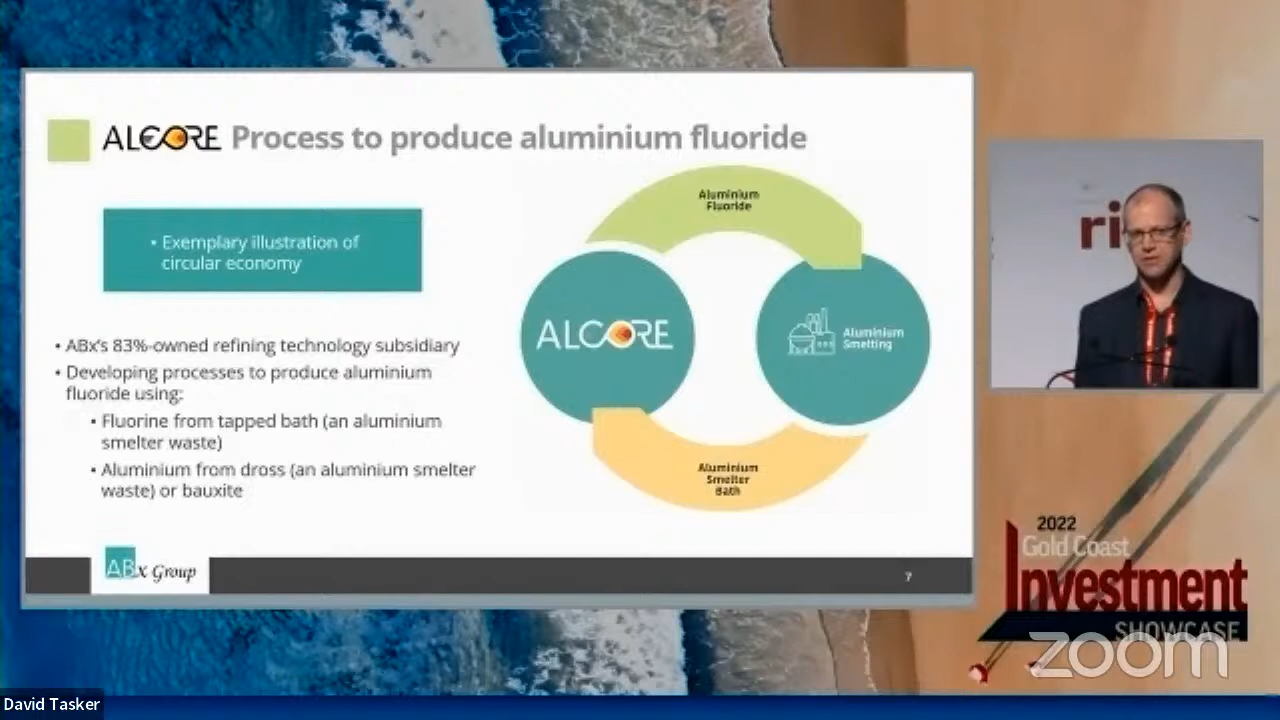 ALCORE Process to produce aluminium fluoride
• Exemplary illustration of
circular economy
• ABx's 83%-owned refining technology subsidiary
• Developing processes to produce aluminium
fluoride using:
• Fluorine from tapped bath (an aluminium
smelter waste)
• Aluminium from dross (an aluminium smelter
waste) or bauxite
Aluminium
Fluoride
ALCORE
Aluminium
Smelting
Aluminium
Smelter
Bath
ABx Group
7
ri
2022
Gold Coast
Investment
SHOWCASE
zoom
David Tasker